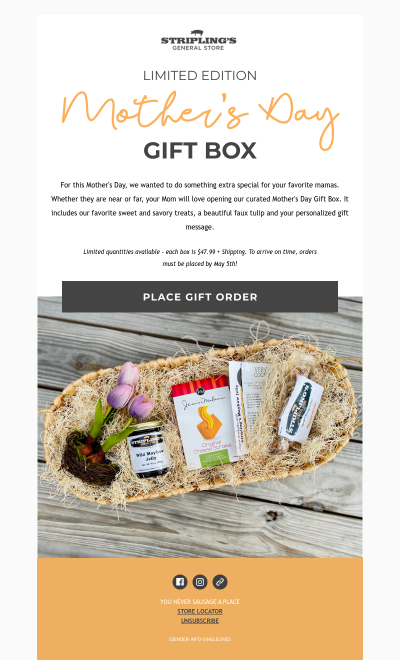 STRIPLING'S
GENERAL STORE
LIMITED EDITION
Mother's Day
GIFT BOX
For this Mother's Day, we wanted to do something extra special for your favorite mamas.
Whether they are near or far, your Mom will love opening our curated Mother's Day Gift Box. It
includes our favorite sweet and savory treats, a beautiful faux tulip and your personalized gift
message.
Limited quantities available - each box is $47.99 + Shipping. To arrive on time, orders
must be placed by May 5th!
PLACE GIFT ORDER
STRIPLING'S
Wild Mayhaw
Jelly
Original
Cheese Straws
YOU NEVER SAUSAGE A PLACE
STORE LOCATOR
UNSUBSCRIBE